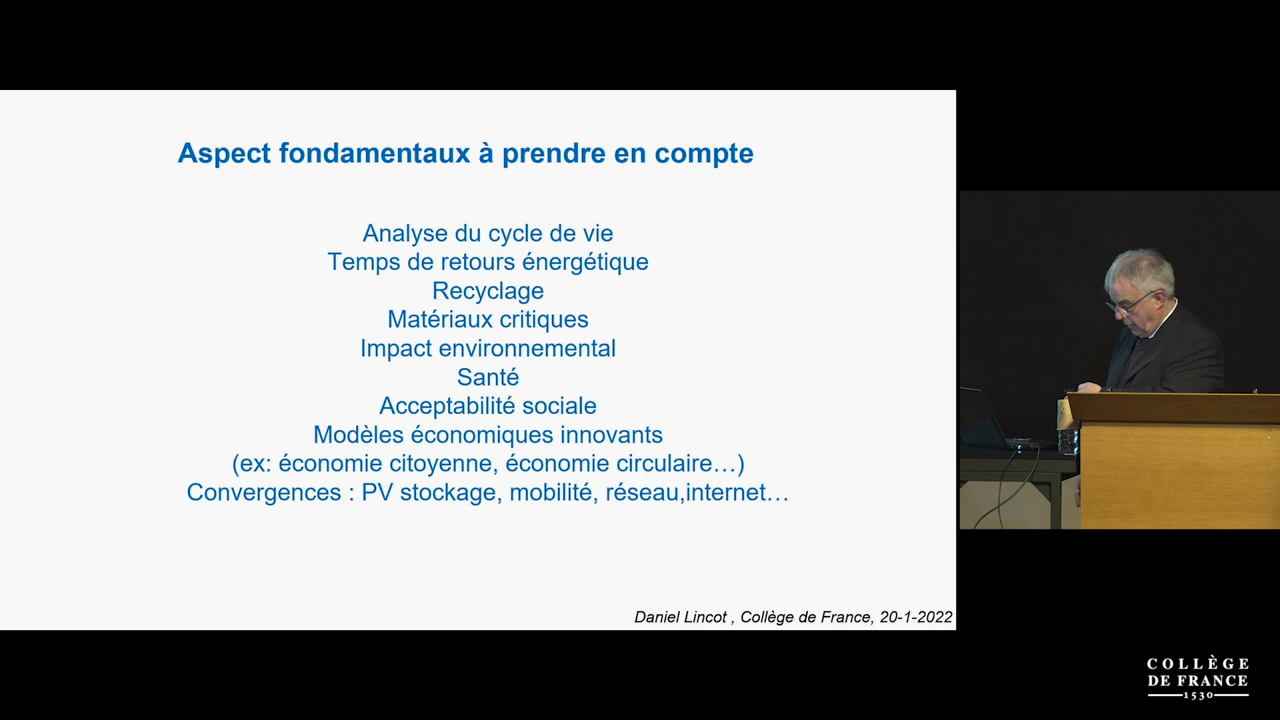 Aspect fondamentaux à prendre en compte
Analyse du cycle de vie
Temps de retours énergétique
Recyclage
Matériaux critiques
Impact environnemental
Santé
Acceptabilité sociale
Modèles économiques innovants
(ex: économie citoyenne, économie circulaire…)
Convergences : PV stockage, mobilité, réseau,internet…
Daniel Lincot , Collège de France, 20-1-2022
COLLÈGE
DE FRANCE
1530